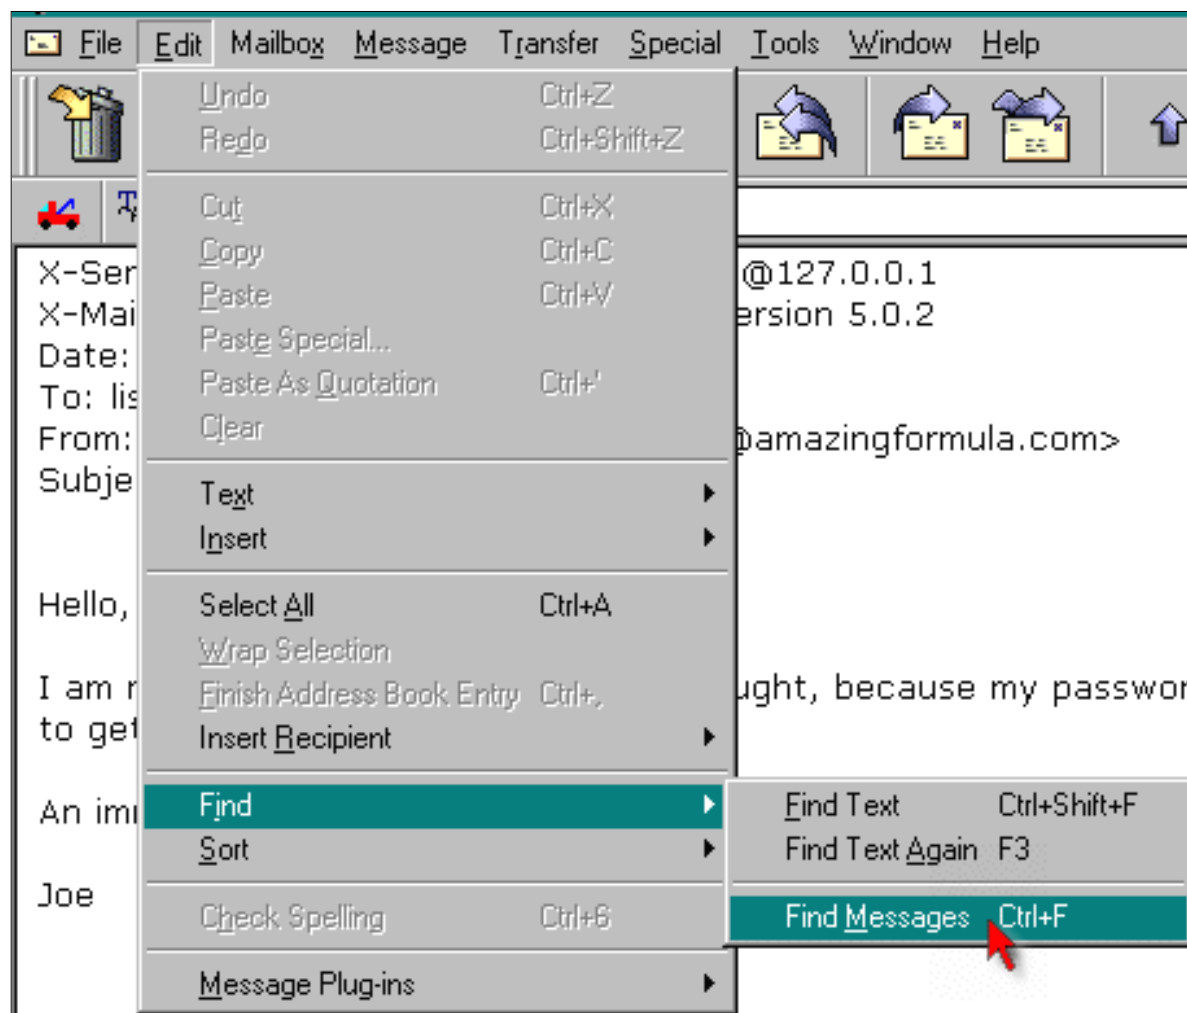 File Edit Mailbox Message Transfer Special Tools Window Help
Undo Ctrl+Z
Redo Ctrl+Shift+Z
Cut Ctrl+X
Copy Ctrl+C
Paste Ctrl+V
Paste Special...
Paste As Quotation Ctrl+'
Clear
Text
Insert
Select All Ctrl+A
Wrap Selection
Finish Address Book Entry Ctrl+,
Insert Recipient
Find
Sort
Check Spelling Ctrl+6
Message Plug-ins
Find Text Ctrl+Shift+F
Find Text Again F3
Find Messages Ctrl+F
X-Ser @127.0.0.1
X-Mai ersion 5.0.2
Date:
To: lis
From: @amazingformula.com>
Subje
Hello,
I am ught, because my passwor
to get
An im
Joe